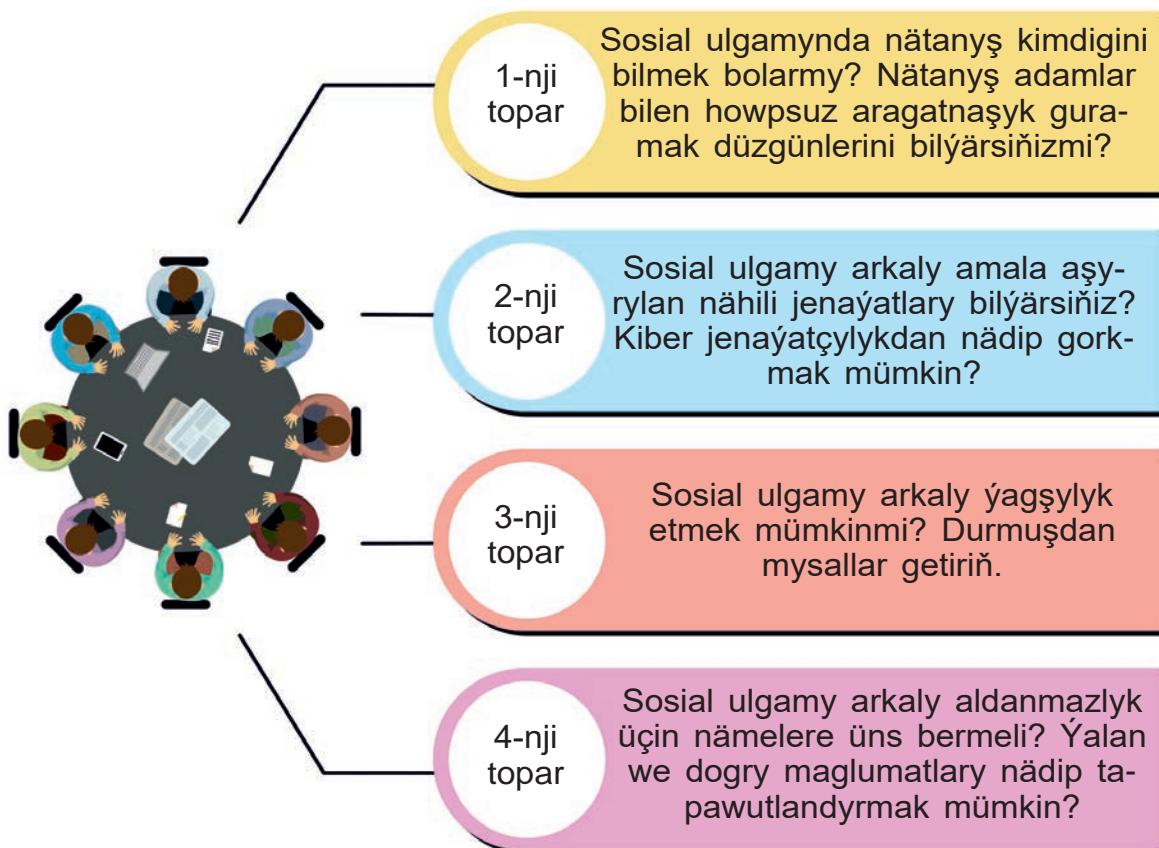 1-nji
topar
Sosial ulgamynda nätanyş kimdigini
bilmek bolarmy? Nätanyş adamlar
bilen howpsuz aragatnaşyk gura-
mak düzgünlerini bilýärsiňizmi?
2-nji
topar
Sosial ulgamy arkaly amala aşy-
rylan nähili jenaýatlary bilýärsiňiz?
Kiber jenaýatçylykdan nädip gork-
mak mümkin?
3-nji
topar
Sosial ulgamy arkaly ýagşylyk
etmek mümkinmi? Durmuşdan
mysallar getiriň.
4-nji
topar
Sosial ulgamy arkaly aldanmazlyk
üçin nämelere üns bermeli? Ýalan
we dogry maglumatlary nädip ta-
pawutlandyrmak mümkin?